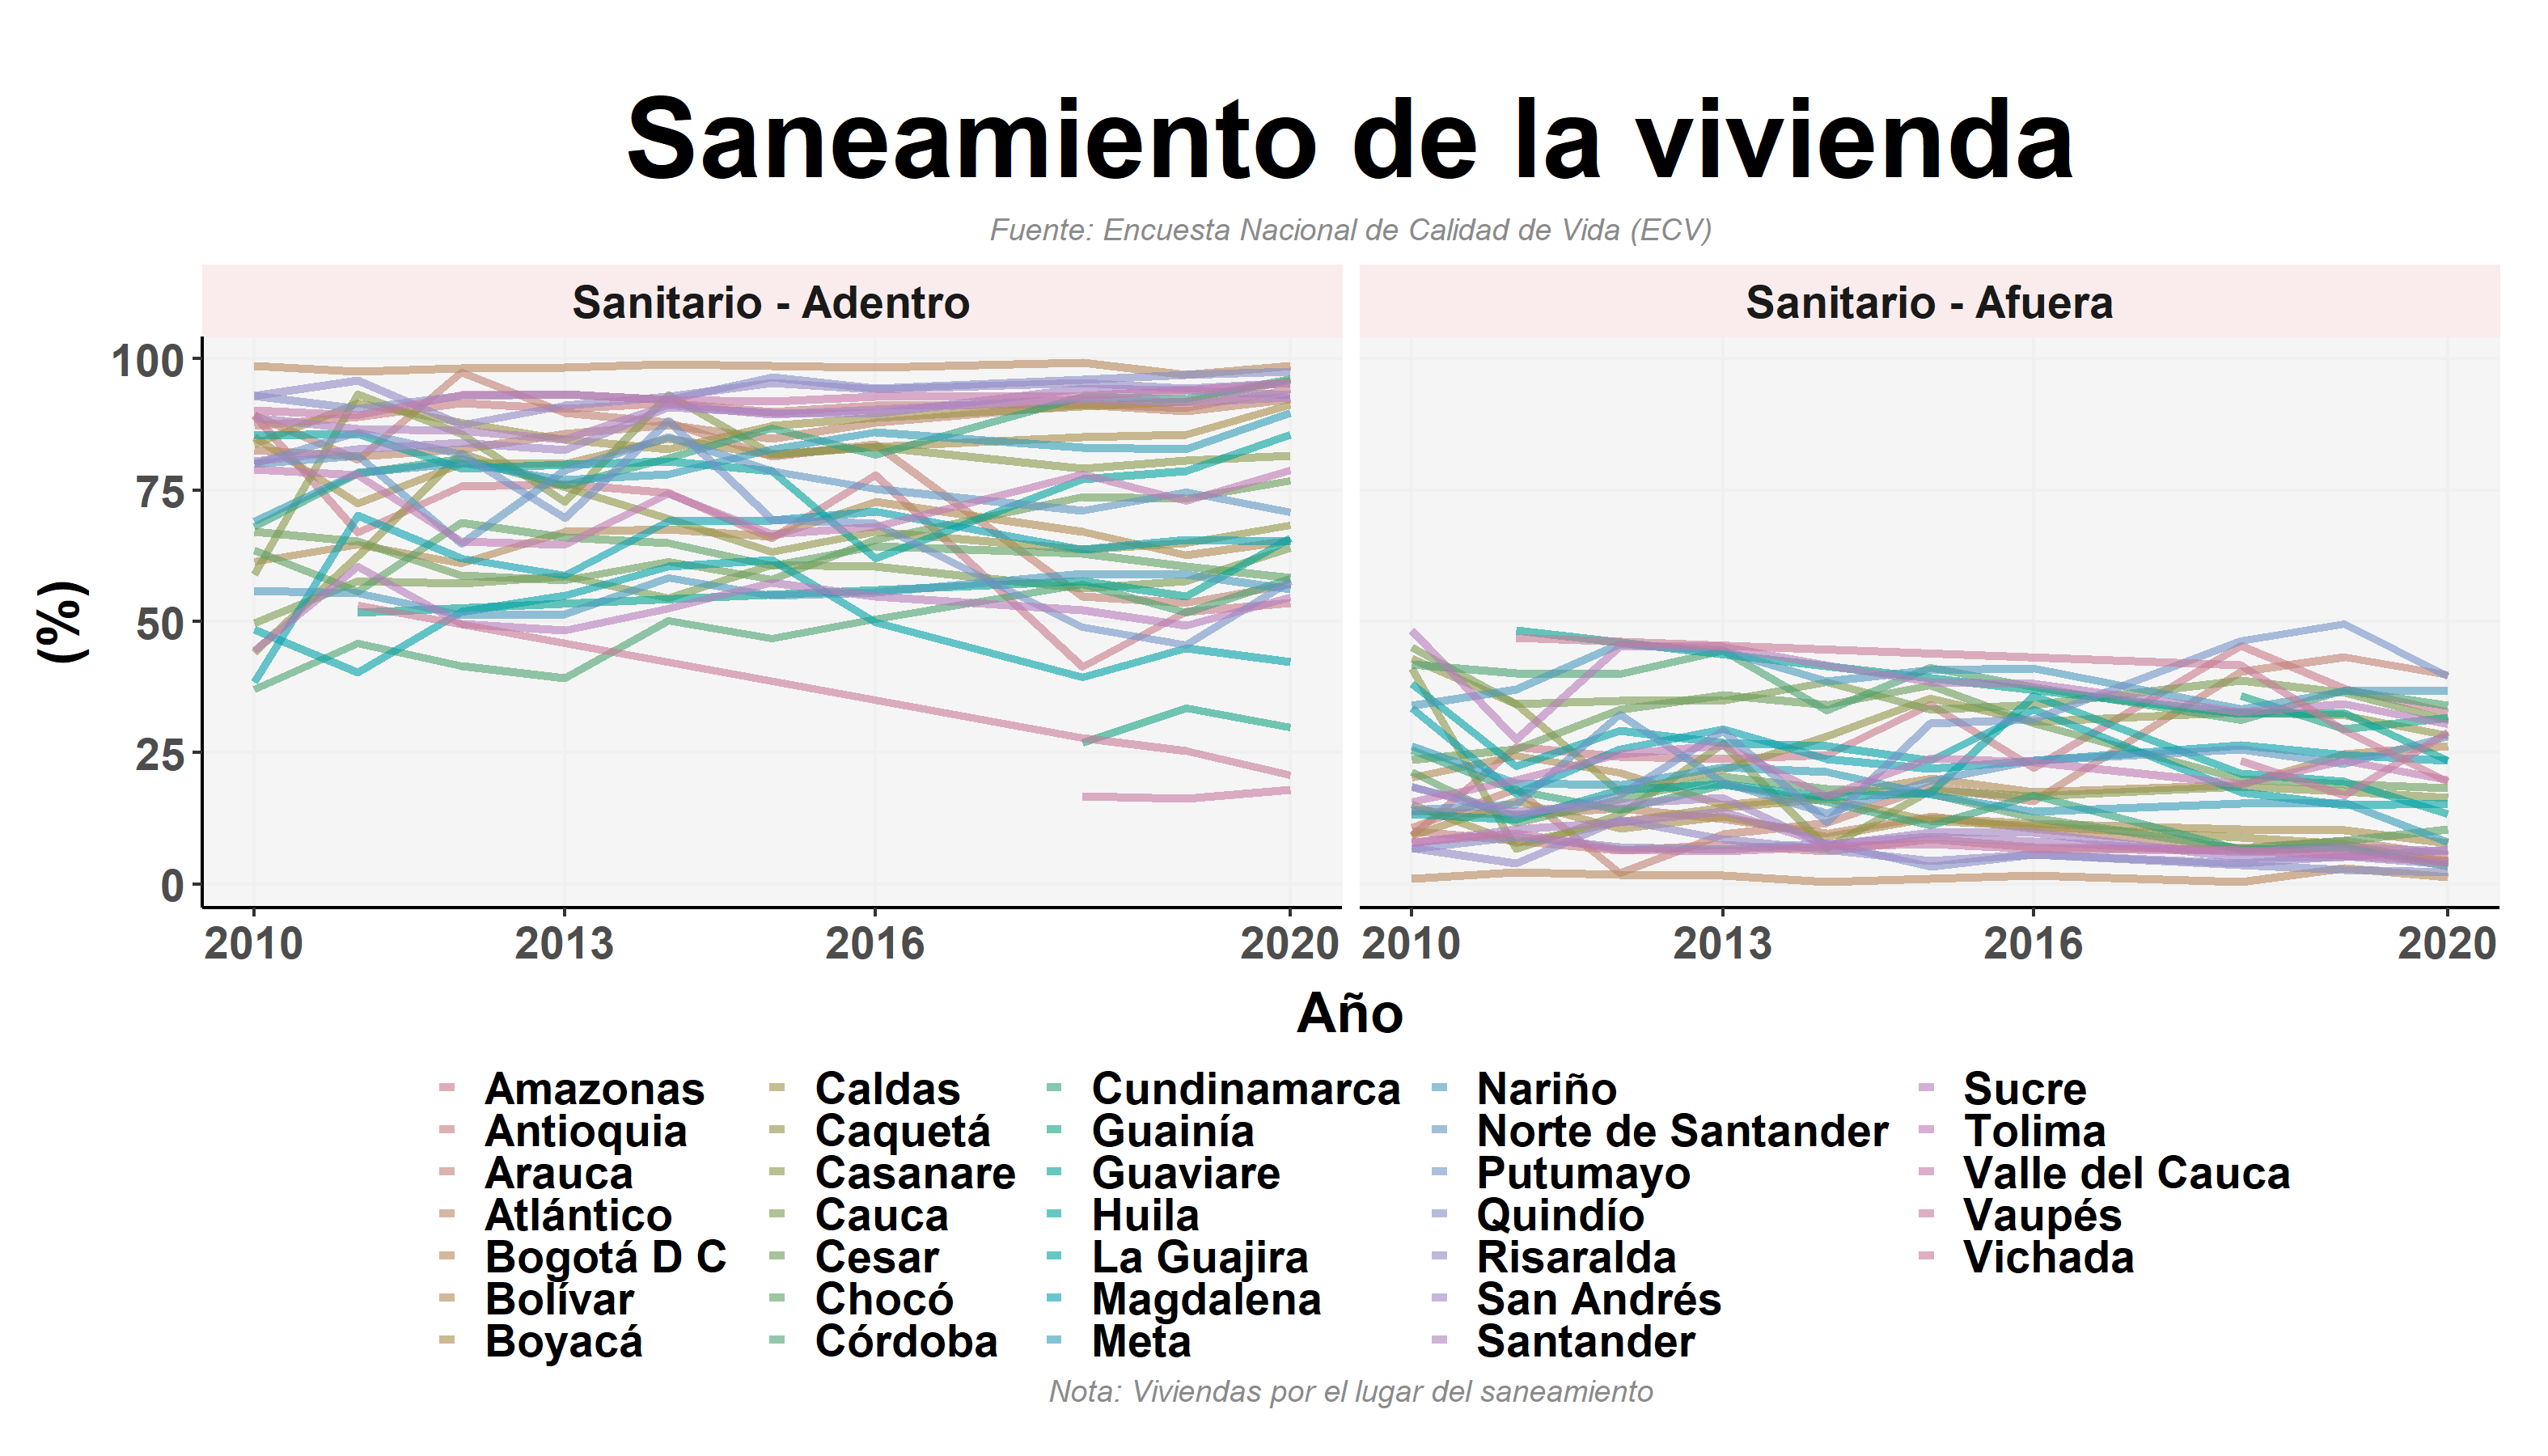 Saneamiento de la vivienda
Fuente: Encuesta Nacional de Calidad de Vida (ECV)
Sanitario - Adentro
Sanitario - Afuera
(%)
100
75
50
25
0
2010 2013 2016 2020
2010 2013 2016 2020
Año
Amazonas
Antioquia
Arauca
Atlántico
Bogotá D C
Bolívar
Boyacá
Caldas
Caquetá
Casanare
Cauca
Cesar
Chocó
Córdoba
Cundinamarca
Guainía
Guaviare
Huila
La Guajira
Magdalena
Meta
Nariño
Norte de Santander
Putumayo
Quindío
Risaralda
San Andrés
Santander
Sucre
Tolima
Valle del Cauca
Vaupés
Vichada
Nota: Viviendas por el lugar del saneamiento